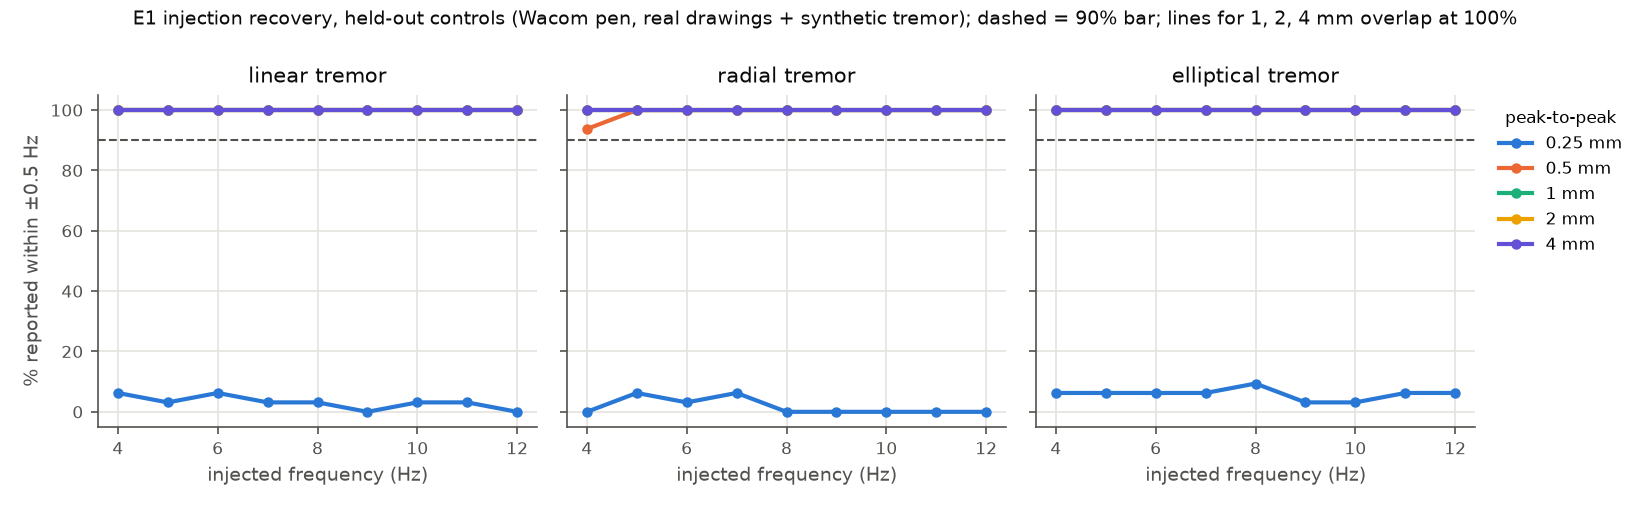 E1 injection recovery, held-out controls (Wacom pen, real drawings + synthetic tremor); dashed = 90% bar; lines for 1, 2, 4 mm overlap at 100%
linear tremor
radial tremor
elliptical tremor
% reported within ±0.5 Hz
100
80
60
40
20
0
4 6 8 10 12
4 6 8 10 12
4 6 8 10 12
injected frequency (Hz)
injected frequency (Hz)
injected frequency (Hz)
peak-to-peak
0.25 mm
0.5 mm
1 mm
2 mm
4 mm